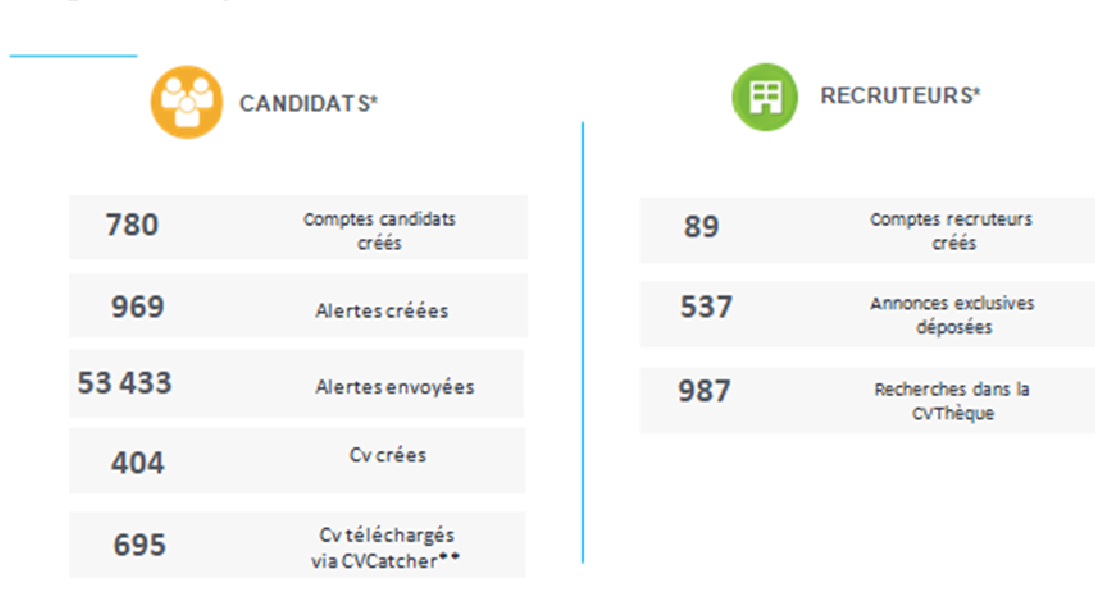 CANDIDATS*
780
Comptes candidats
créés
969
Alertes créées
53 433
Alertes envoyées
404
Cv crées
695
Cv téléchargés
via CVCatcher**
RECRUTEURS*
89
Comptes recruteurs
créés
537
Annonces exclusives
déposées
987
Recherches dans la
CVThèque